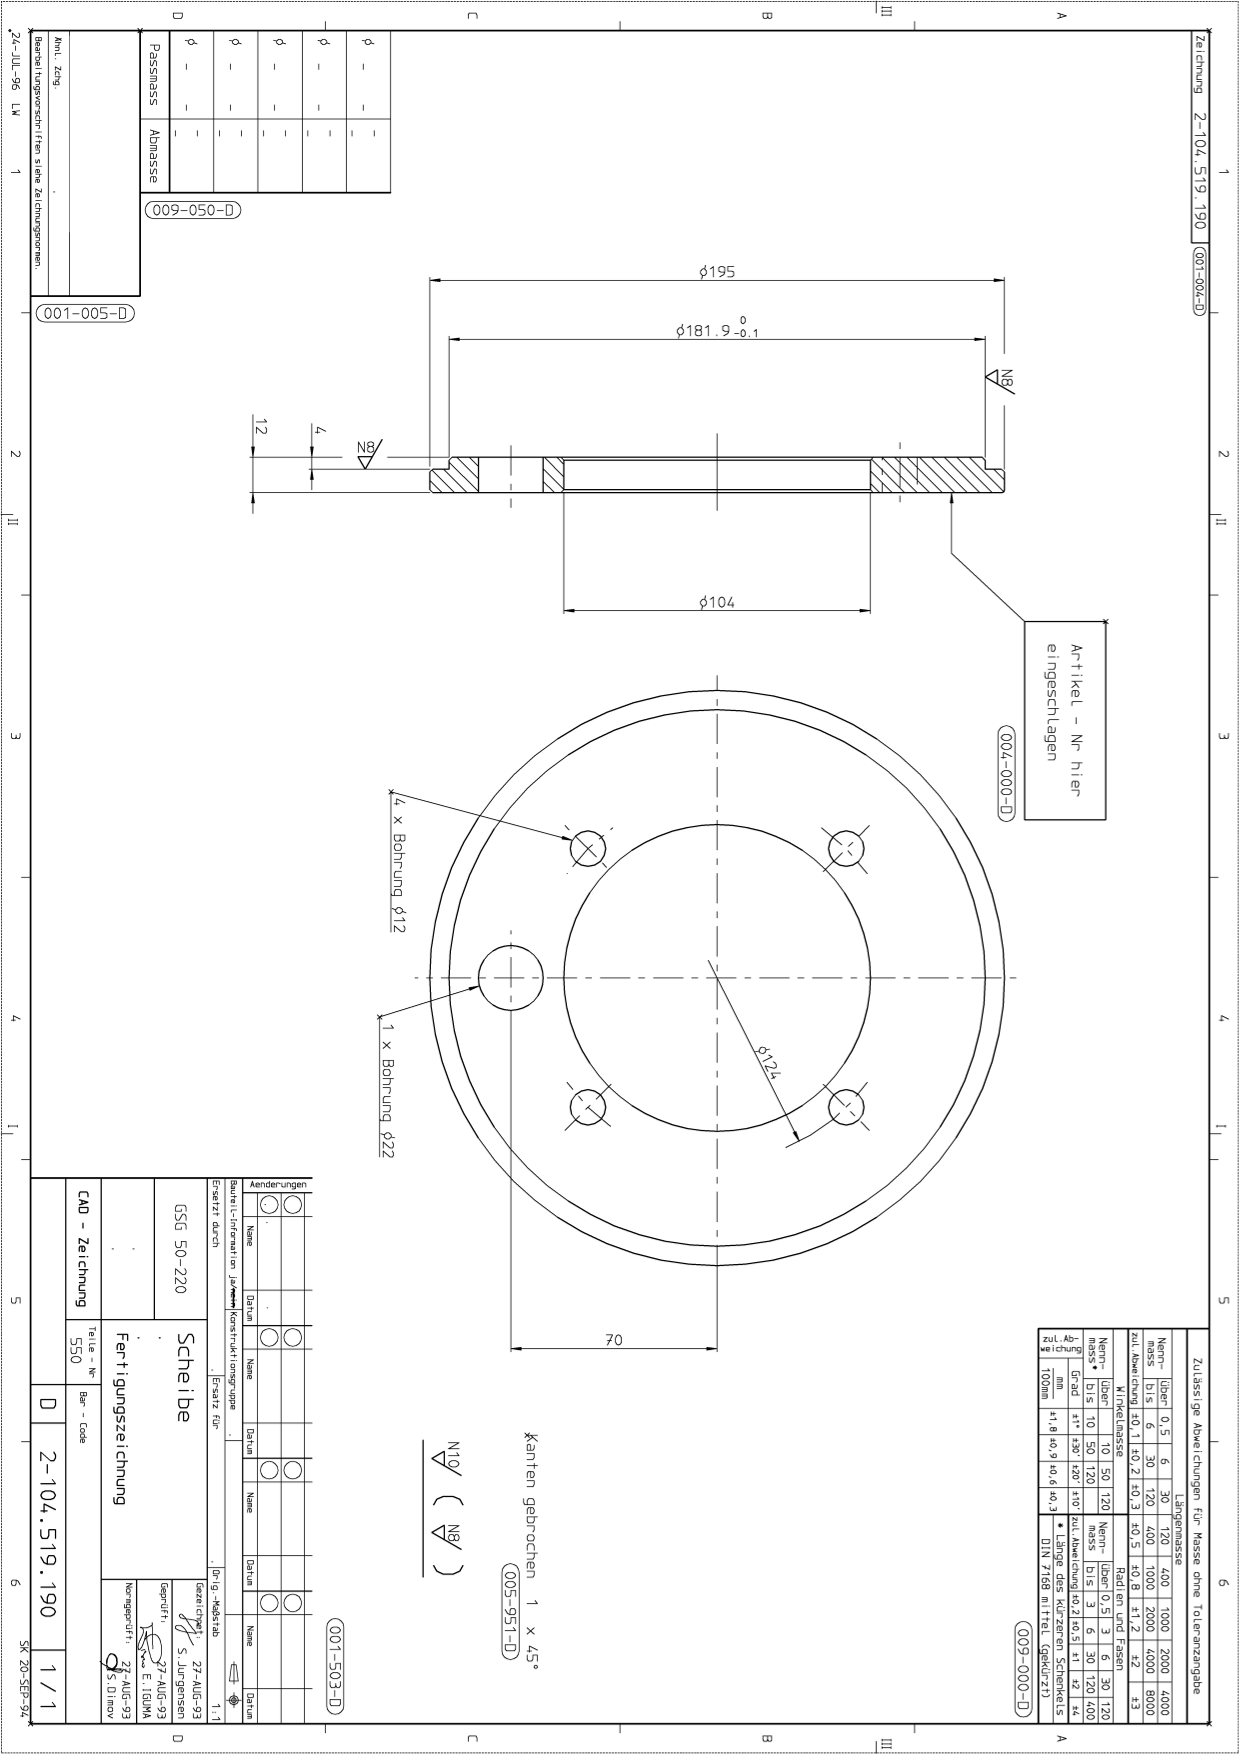 Zeichnung 2-104.519.190
001-004-D
1
2
3
4
5
6
I
II
III
A
B
C
D
Artikel - Nr hier
eingeschlagen
004-000-D
Zulässige Abweichungen für Masse ohne Toleranzangabe
Längenmasse
Nenn- über 0,5 6 30 120 400 1000 2000 4000
mass bis 6 30 120 400 1000 2000 4000 8000
zul.Abweichung ±0,1 ±0,2 ±0,3 ±0,5 ±0,8 ±1,2 ±2 ±3
Winkelmasse
Nenn- über 10 50 120
mass* bis 10 50 120
zul.Ab-
weichung
Grad ±1° ±30' ±20' ±10'
mm
100mm ±1,8 ±0,9 ±0,6 ±0,3
Radien und Fasen
Nenn- über 0,5 3 6 30 120
mass bis 3 6 30 120 400
zul.Abweichung ±0,2 ±0,5 ±1 ±2 ±4
* Länge des kürzeren Schenkels
DIN 7168 mittel (gekürzt)
009-000-D
ϕ195
ϕ181.9 0 -0.1
N8
N8
4
12
ϕ104
ϕ124
70
4 x Bohrung ϕ12
1 x Bohrung ϕ22
Kanten gebrochen 1 x 45°
005-951-D
N10 ( N8 )
001-503-D
ϕ - - - -
ϕ - - - -
ϕ - - - -
ϕ - - - -
ϕ - - - -
Passmass Abmasse
009-050-D
Ähnl. Zchg.
Bearbeitungsvorschriften siehe Zeichnungsnormen.
001-005-D
24-JUL-96 LW
Aenderungen
Name Datum Name Datum Name Datum Name Datum
Bauteil-Information ja/nein Konstruktionsgruppe
Ersetzt durch Ersatz für Orig.-Maßstab 1:1
GSG 50-220
Scheibe
Fertigungszeichnung
Gezeichnet: 27-AUG-93
S.Jurgensen
Geprüft: 27-AUG-93
E.IGUMA
Normgeprüft: 27-AUG-93
S.Dimov
CAD - Zeichnung
Teile - Nr
550
Bar - Code
D 2-104.519.190 1/1
SK 20-SEP-94